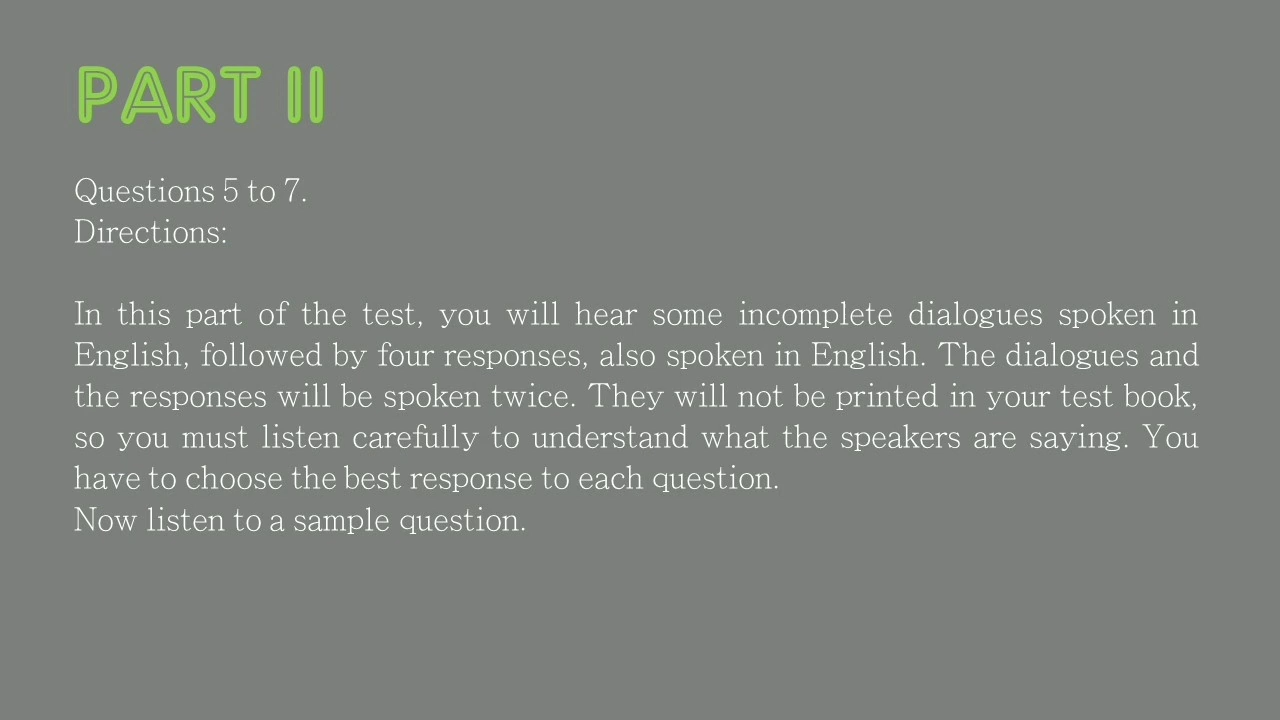 PART II
Questions 5 to 7.
Directions:
In this part of the test, you will hear some incomplete dialogues spoken in
English, followed by four responses, also spoken in English. The dialogues and
the responses will be spoken twice. They will not be printed in your test book,
so you must listen carefully to understand what the speakers are saying. You
have to choose the best response to each question.
Now listen to a sample question.